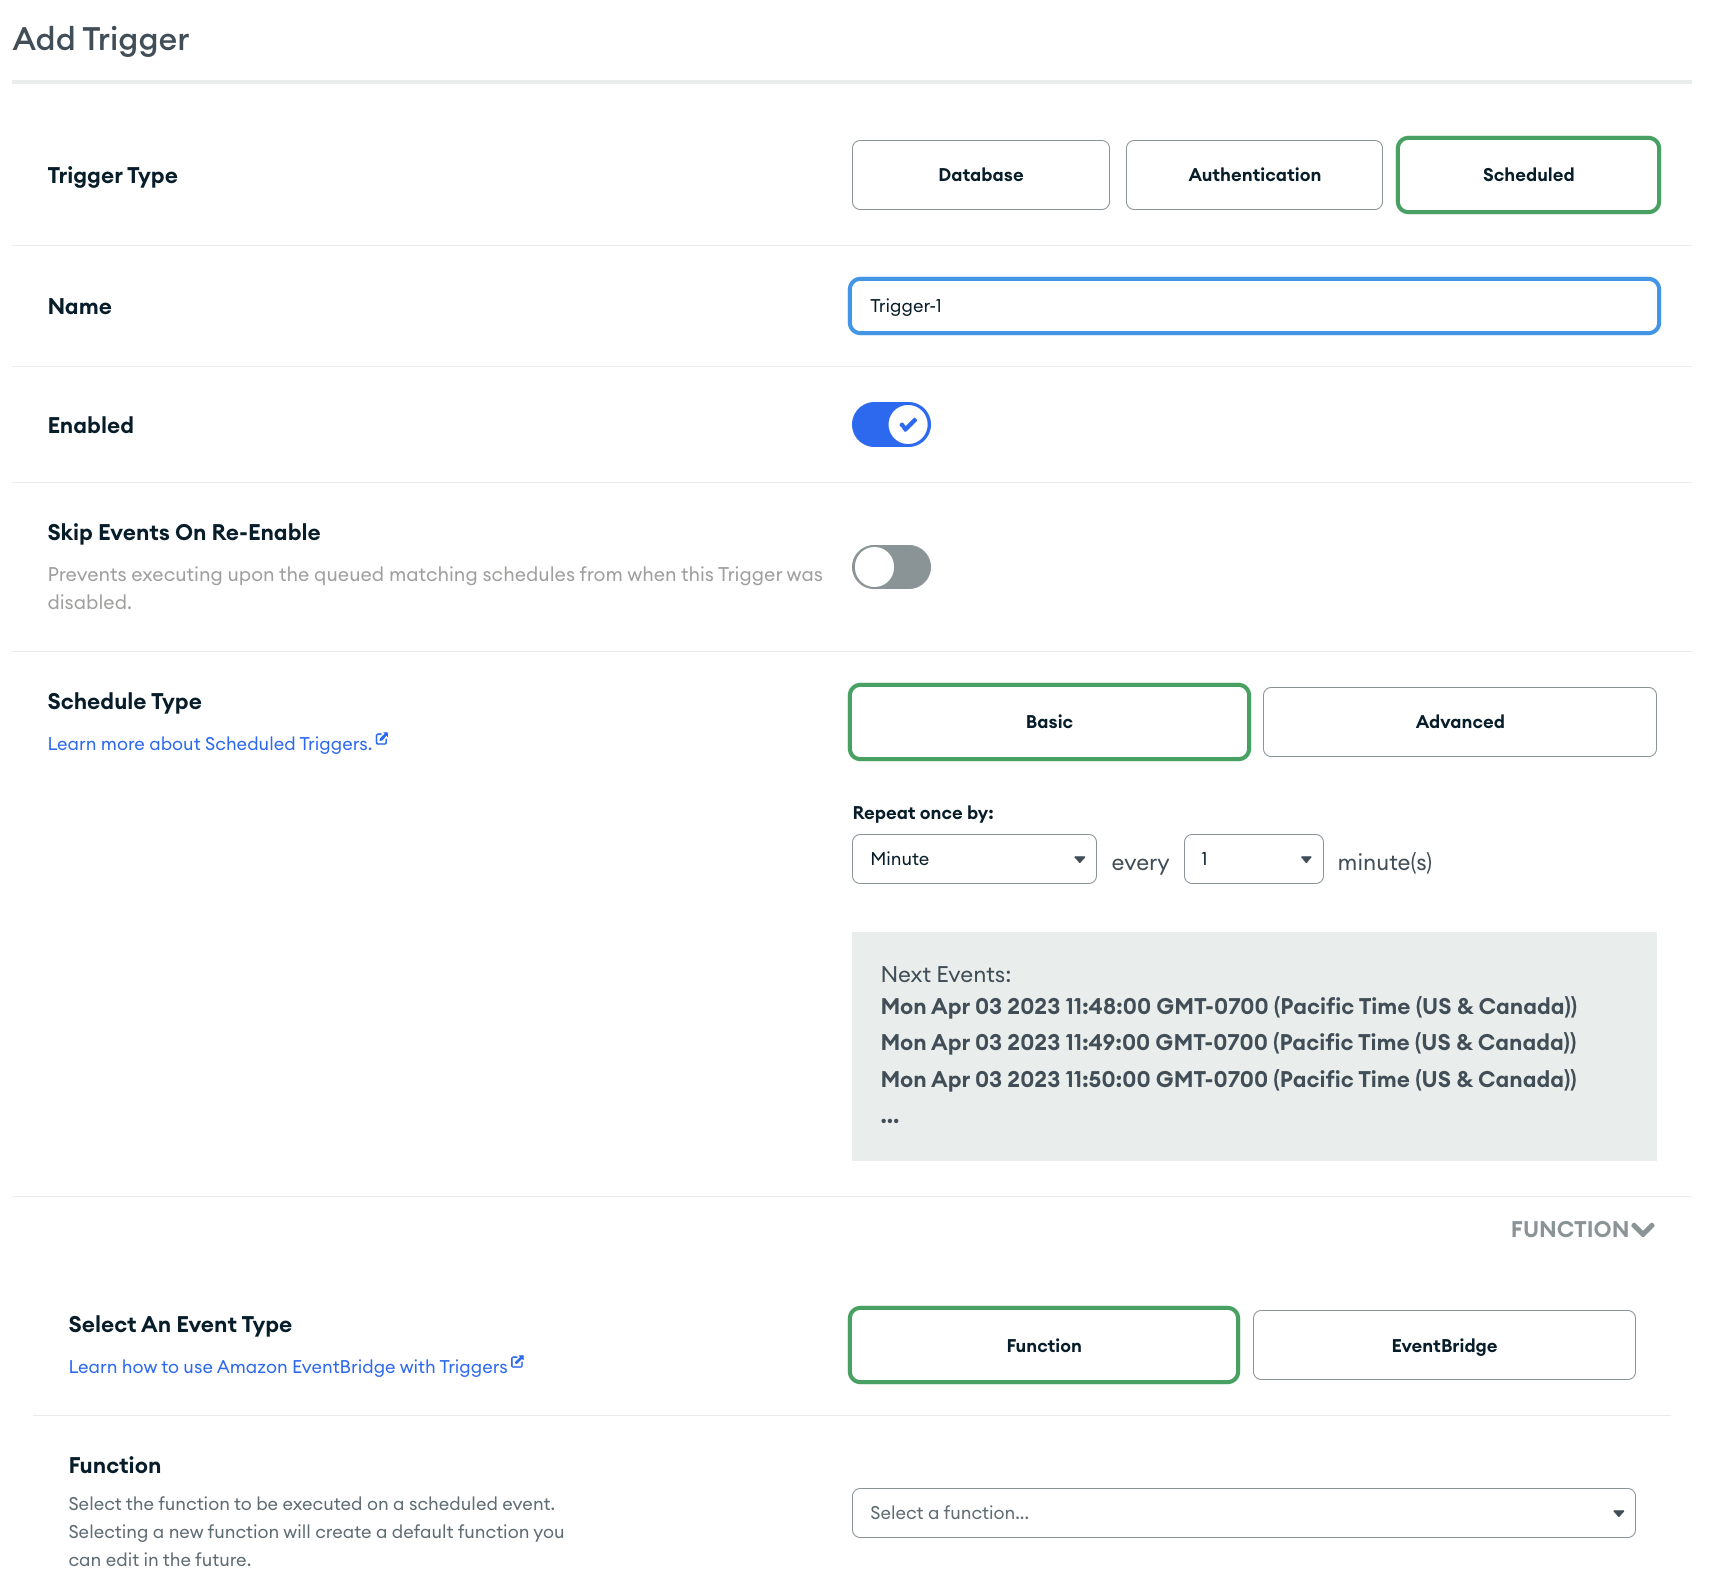 Add Trigger
Trigger Type
Database
Authentication
Scheduled
Name
Trigger-1
Enabled
Skip Events On Re-Enable
Prevents executing upon the queued matching schedules from when this Trigger was
disabled.
Schedule Type
Learn more about Scheduled Triggers.
Basic
Advanced
Repeat once by:
Minute every 1 minute(s)
Next Events:
Mon Apr 03 2023 11:48:00 GMT-0700 (Pacific Time (US & Canada))
Mon Apr 03 2023 11:49:00 GMT-0700 (Pacific Time (US & Canada))
Mon Apr 03 2023 11:50:00 GMT-0700 (Pacific Time (US & Canada))
...
FUNCTION
Select An Event Type
Learn how to use Amazon EventBridge with Triggers
Function
EventBridge
Function
Select the function to be executed on a scheduled event.
Selecting a new function will create a default function you
can edit in the future.
Select a function...